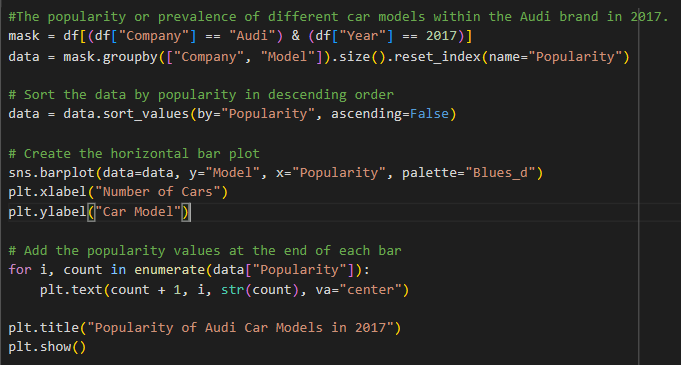 #The popularity or prevalence of different car models within the Audi brand in 2017.
mask = df[(df["Company"] == "Audi") & (df["Year"] == 2017)]
data = mask.groupby(["Company", "Model"]).size().reset_index(name="Popularity")

# Sort the data by popularity in descending order
data = data.sort_values(by="Popularity", ascending=False)

# Create the horizontal bar plot
sns.barplot(data=data, y="Model", x="Popularity", palette="Blues_d")
plt.xlabel("Number of Cars")
plt.ylabel("Car Model")

# Add the popularity values at the end of each bar
for i, count in enumerate(data["Popularity"]):
    plt.text(count + 1, i, str(count), va="center")

plt.title("Popularity of Audi Car Models in 2017")
plt.show()